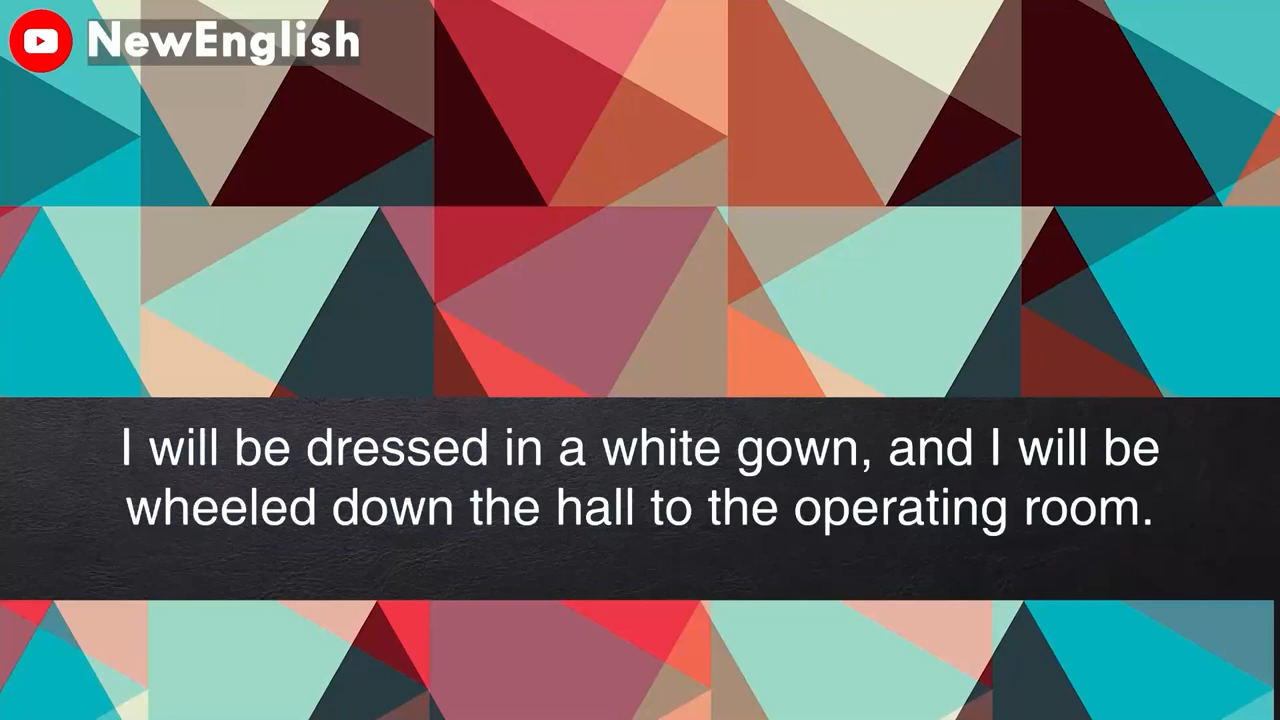 NewEnglish
I will be dressed in a white gown, and I will be
wheeled down the hall to the operating room.